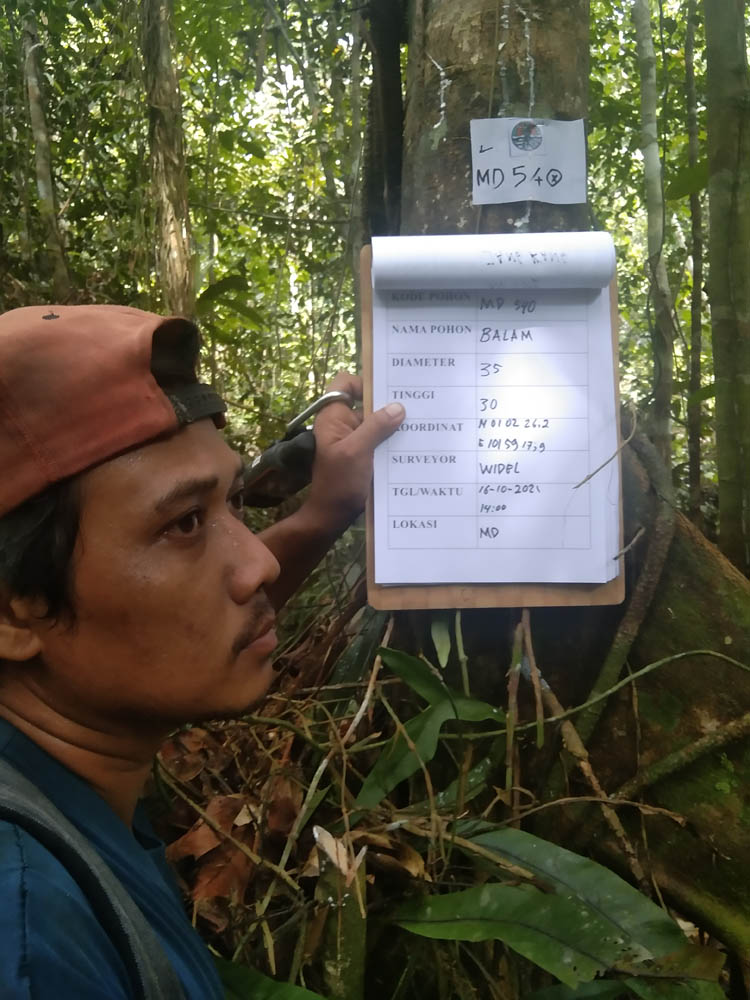 ✓
MD 540
KODE POHON MD 540
NAMA POHON BALAM
DIAMETER 35
TINGGI 30
KOORDINAT N 01 02 26.2
E 101 59 17,9
SURVEYOR WIDEL
TGL/WAKTU 16-10-2021
14:00
LOKASI MD